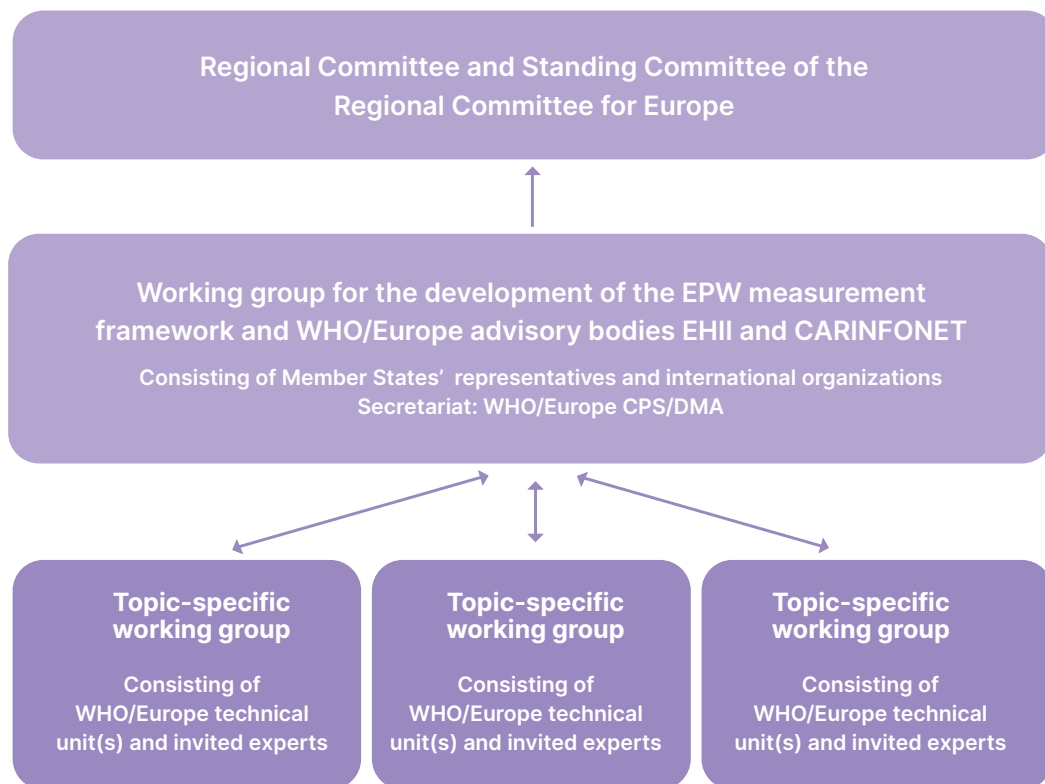 Regional Committee and Standing Committee of the
Regional Committee for Europe
Working group for the development of the EPW measurement
framework and WHO/Europe advisory bodies EHII and CARINFONET
Consisting of Member States’ representatives and international organizations
Secretariat: WHO/Europe CPS/DMA
Topic-specific
working group
Consisting of
WHO/Europe technical
unit(s) and invited experts
Topic-specific
working group
Consisting of
WHO/Europe technical
unit(s) and invited experts
Topic-specific
working group
Consisting of
WHO/Europe technical
unit(s) and invited experts